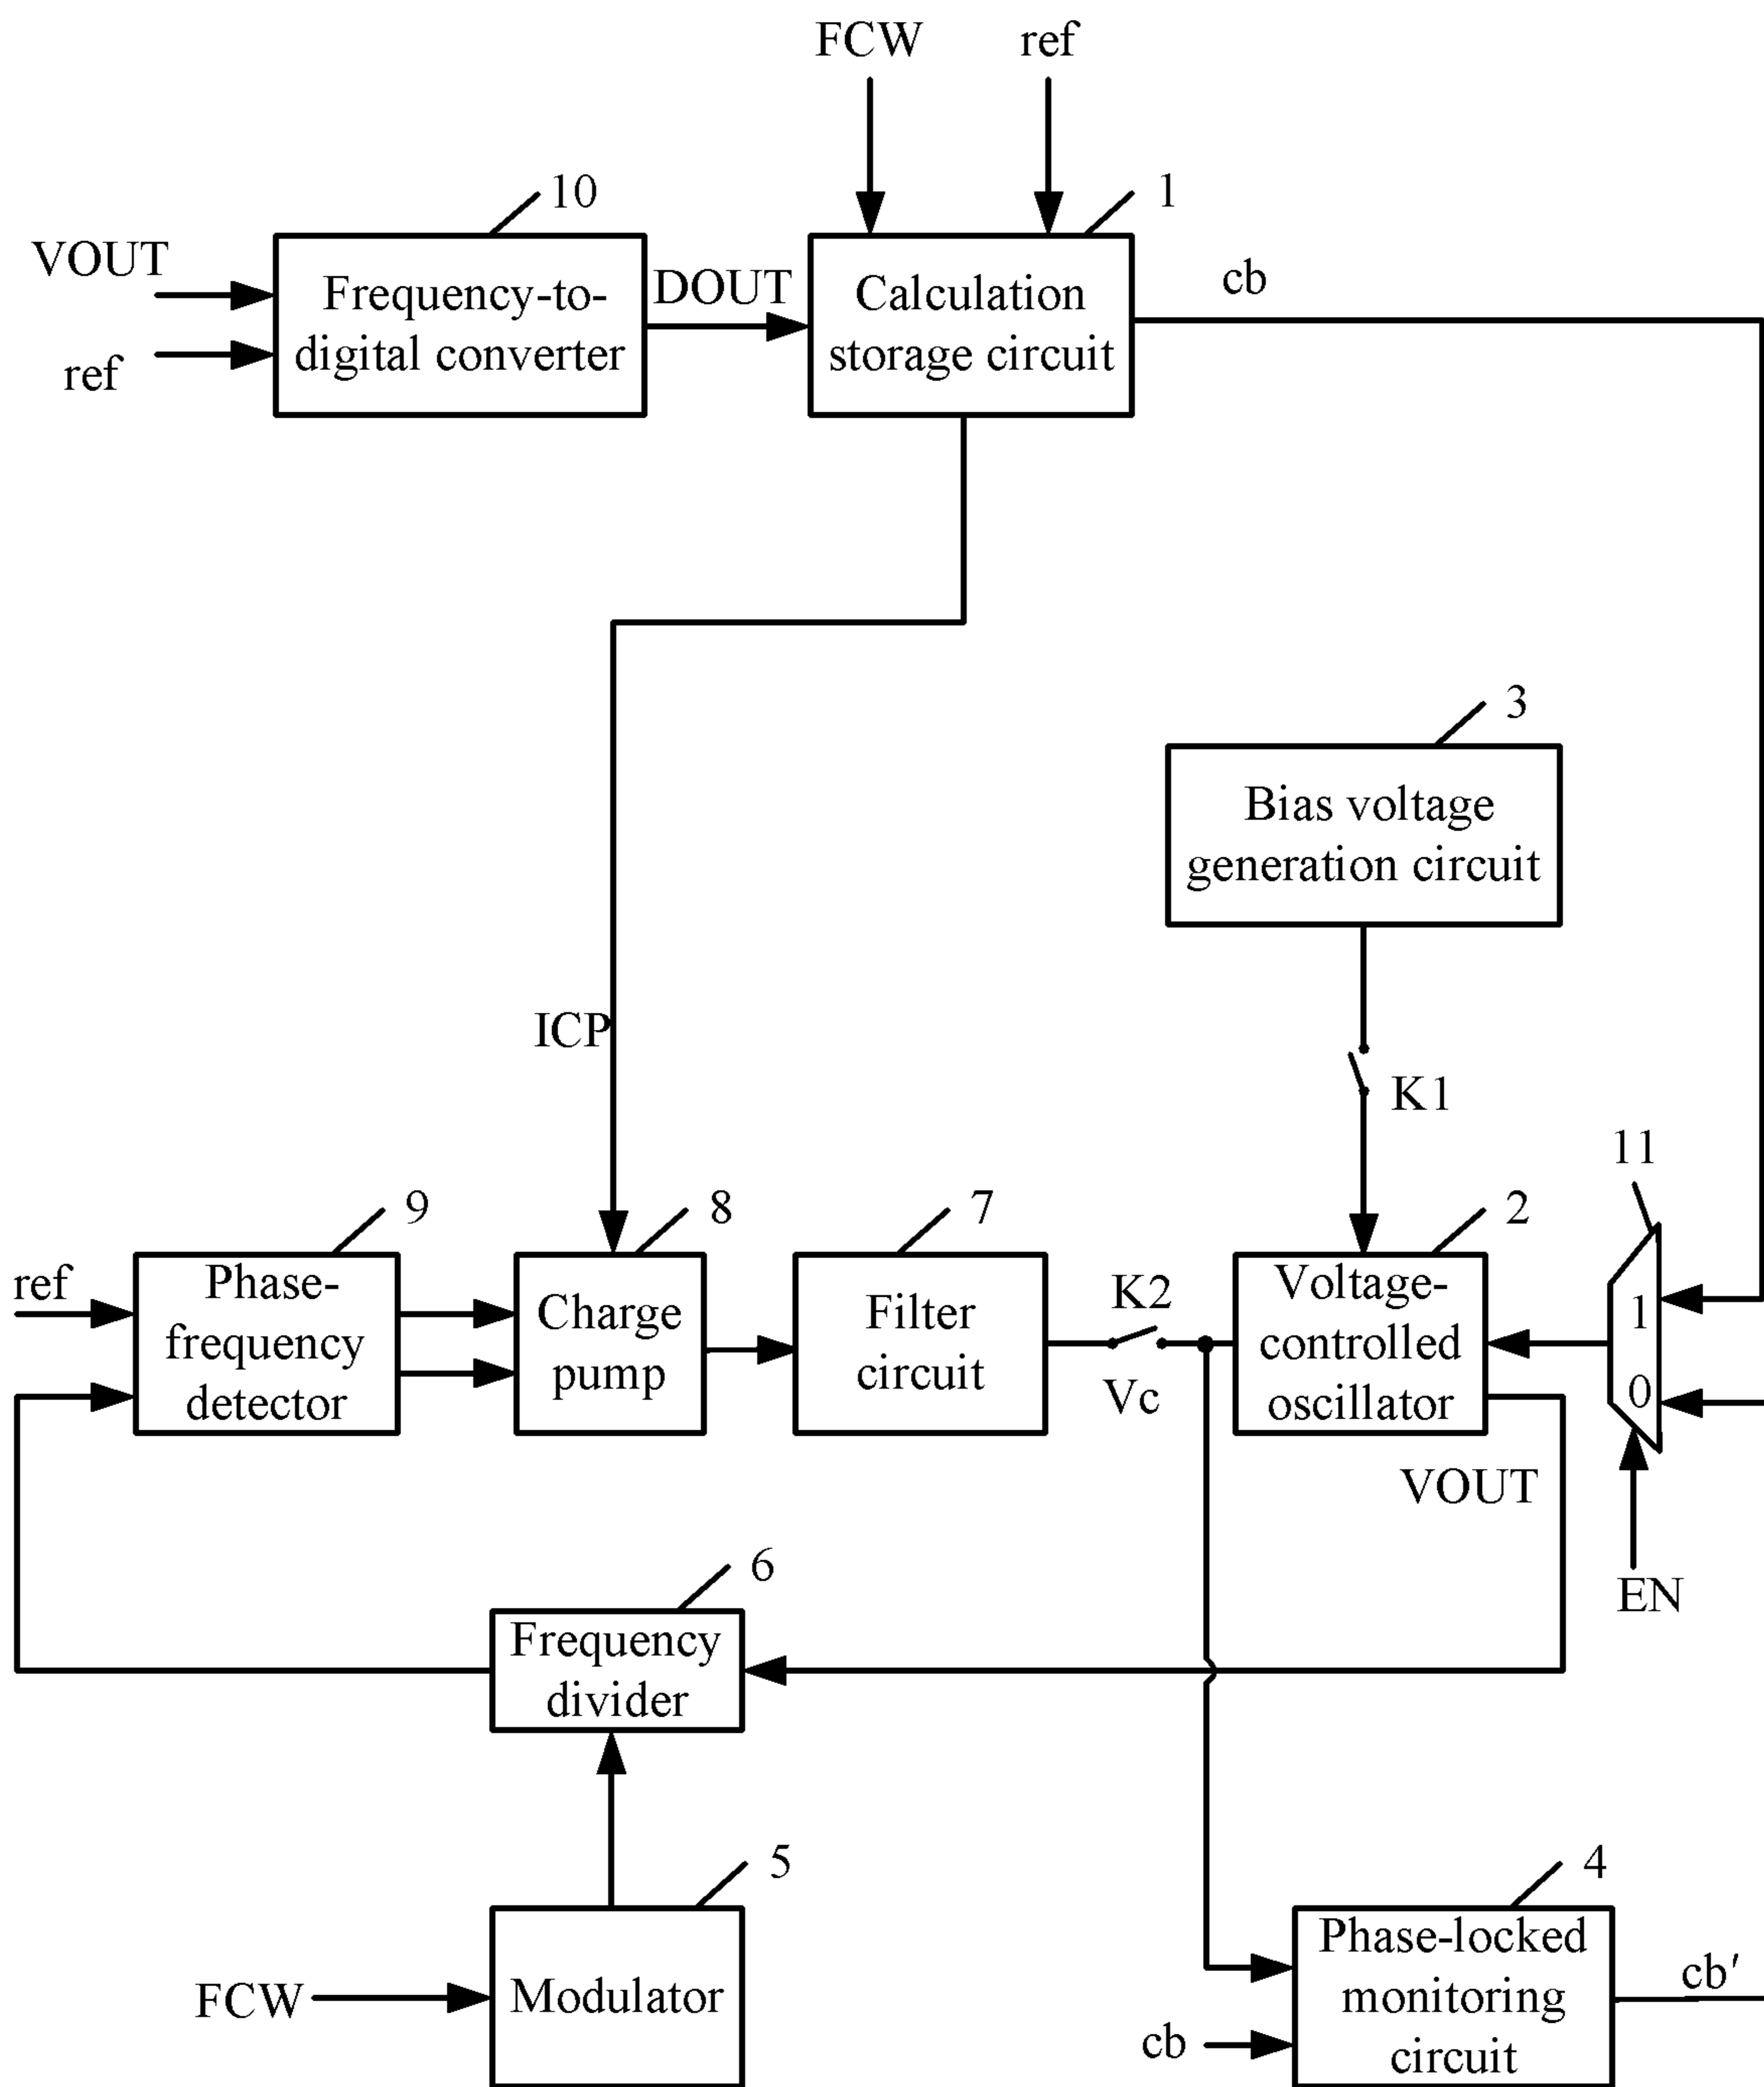 FCW
ref
10
1
VOUT
ref
Frequency-to-
digital converter
DOUT
Calculation
storage circuit
cb
3
Bias voltage
generation circuit
ICP
K1
11
9
8
7
2
ref
Phase-
frequency
detector
Charge
pump
Filter
circuit
K2
Vc
Voltage-
controlled
oscillator
1
0
VOUT
EN
6
Frequency
divider
5
4
FCW
Modulator
Phase-locked
monitoring
circuit
cb
cb'